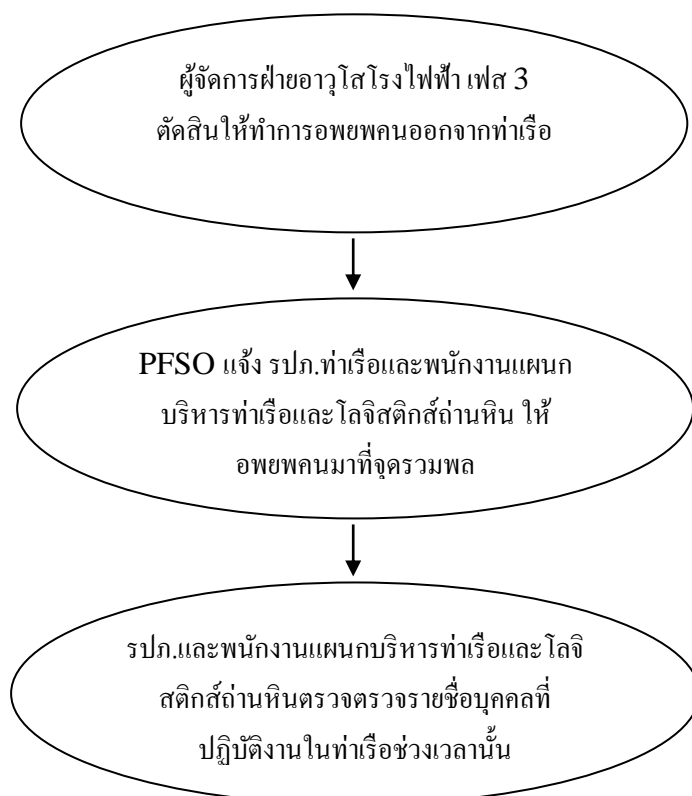 ผู้จัดการฝ่ายอาวุโสโรงไฟฟ้า เฟส 3
ตัดสินให้ทำการอพยพคนออกจากท่าเรือ
PFSO แจ้ง รปภ.ท่าเรือและพนักงานแผนก
บริหารท่าเรือและโลจิสติกส์ถ่านหิน ให้
อพยพคนมาที่จุดรวมพล
รปภ.และพนักงานแผนกบริหารท่าเรือและโลจิ
สติกส์ถ่านหินตรวจตรวจรายชื่อบุคคลที่
ปฏิบัติงานในท่าเรือช่วงเวลานั้น